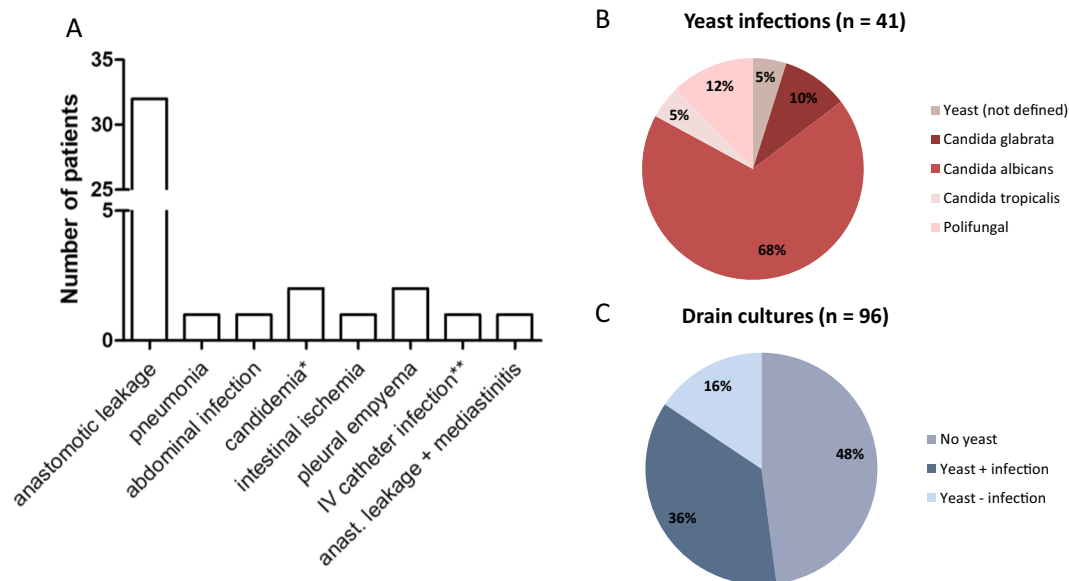 A
Number of patients
35
30
25
5
0
anastomotic leakage
pneumonia
abdominal infection
candidemia*
intestinal ischemia
pleural empyema
IV catheter infection**
anast. leakage + mediastinitis
B
Yeast infections (n = 41)
5%
10%
68%
5%
12%
Yeast (not defined)
Candida glabrata
Candida albicans
Candida tropicalis
Polifungal
C
Drain cultures (n = 96)
48%
36%
16%
No yeast
Yeast + infection
Yeast - infection